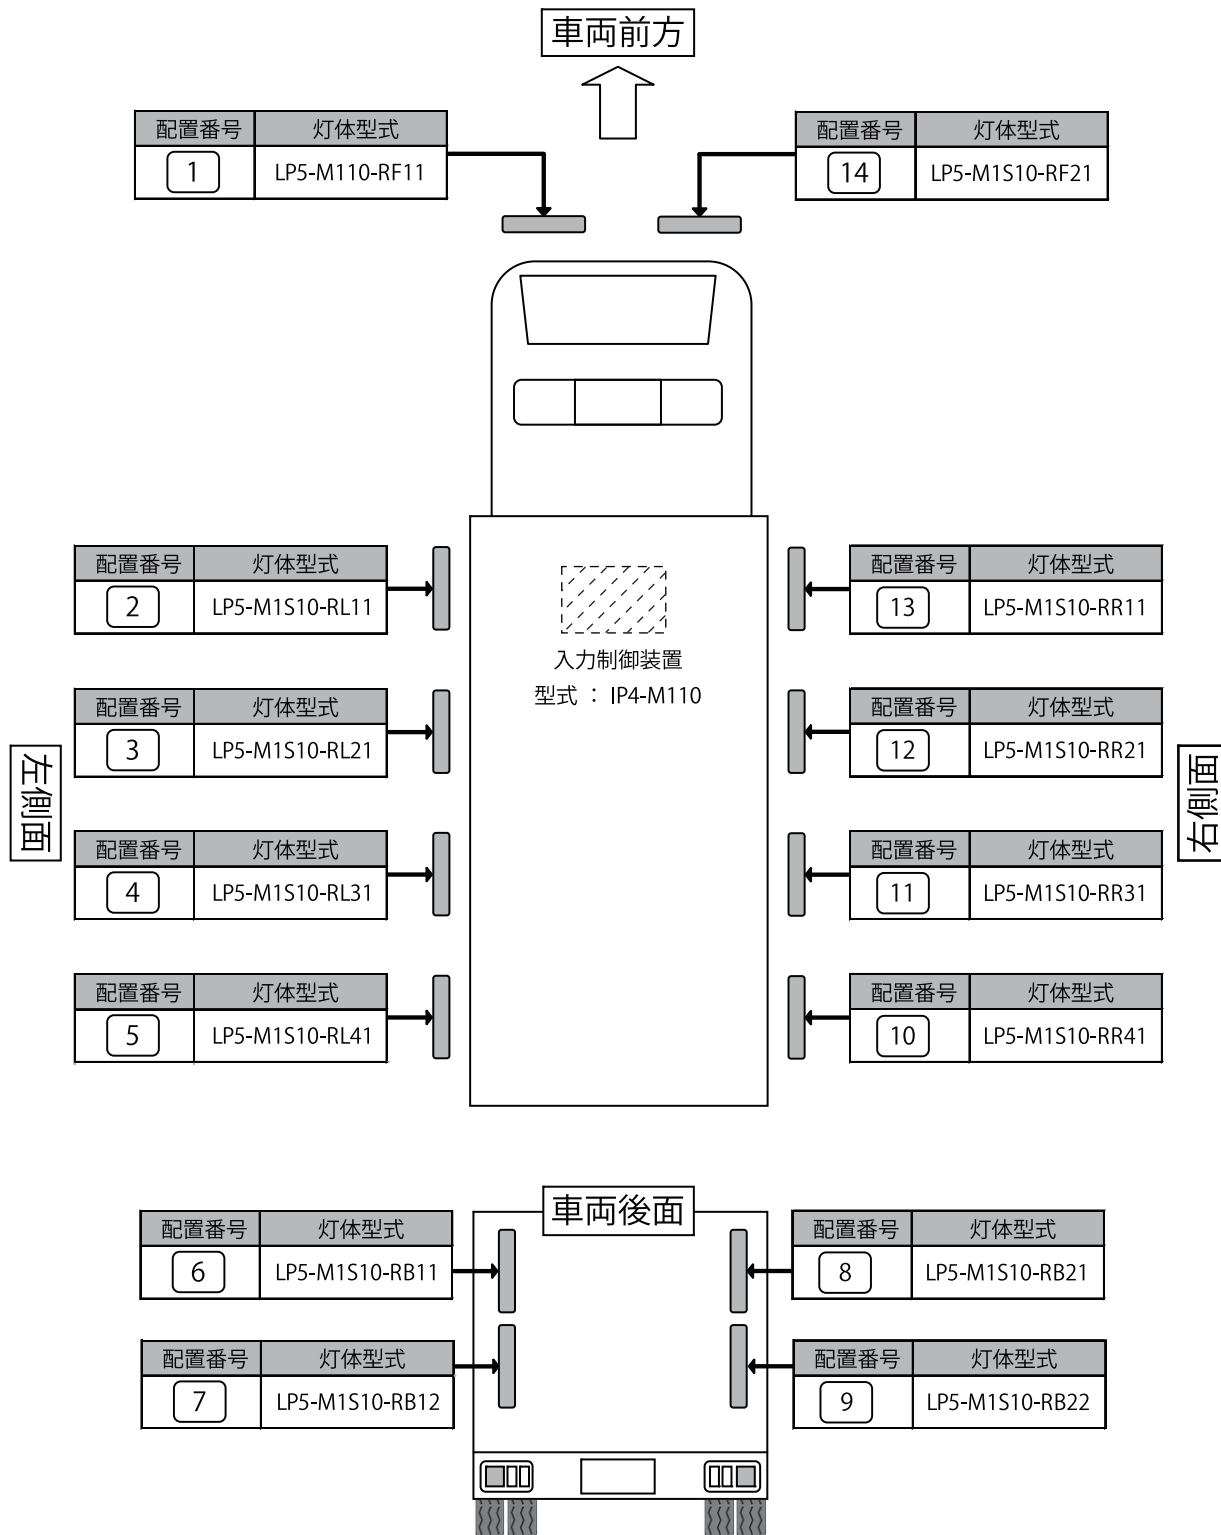 車両前方
配置番号 灯体型式
1 LP5-M110-RF11
配置番号 灯体型式
14 LP5-M1S10-RF21
配置番号 灯体型式
2 LP5-M1S10-RL11
配置番号 灯体型式
13 LP5-M1S10-RR11
入力制御装置
型式 : IP4-M110
配置番号 灯体型式
3 LP5-M1S10-RL21
配置番号 灯体型式
12 LP5-M1S10-RR21
左側面
右側面
配置番号 灯体型式
4 LP5-M1S10-RL31
配置番号 灯体型式
11 LP5-M1S10-RR31
配置番号 灯体型式
5 LP5-M1S10-RL41
配置番号 灯体型式
10 LP5-M1S10-RR41
車両後面
配置番号 灯体型式
6 LP5-M1S10-RB11
配置番号 灯体型式
8 LP5-M1S10-RB21
配置番号 灯体型式
7 LP5-M1S10-RB12
配置番号 灯体型式
9 LP5-M1S10-RB22